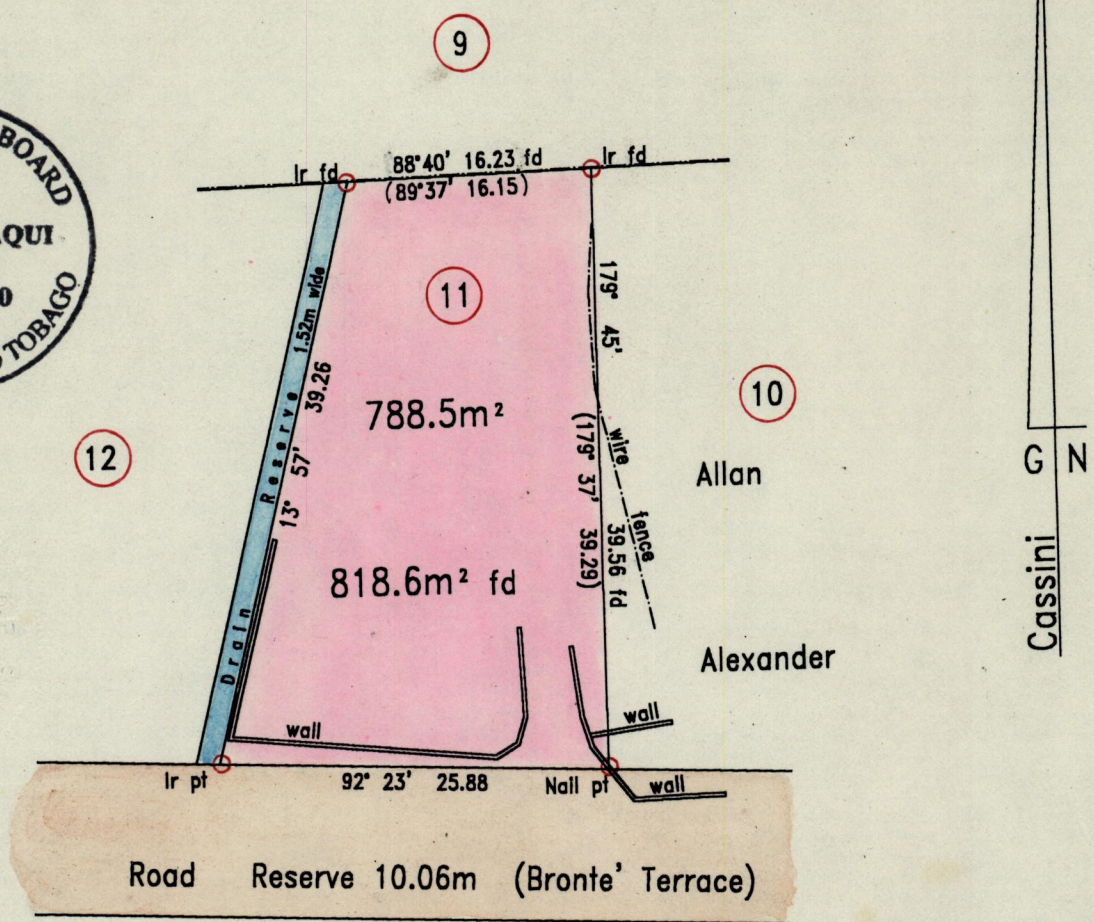 9
BOARD
AQUI
0
TOBAGO
Ir fd
88°40' 16.23 fd
Ir fd
(89°37' 16.15)
11
179° 45'
39.56 fd
(179° 37' 39.29)
Drain Reserve 1.52m wide
13° 57' 39.26
788.5m²
wire fence
10
12
Allan
G N
Cassini
818.6m² fd
Alexander
wall
wall
Ir pt
92° 23' 25.88
Nail pt
wall
Road Reserve 10.06m (Bronte' Terrace)